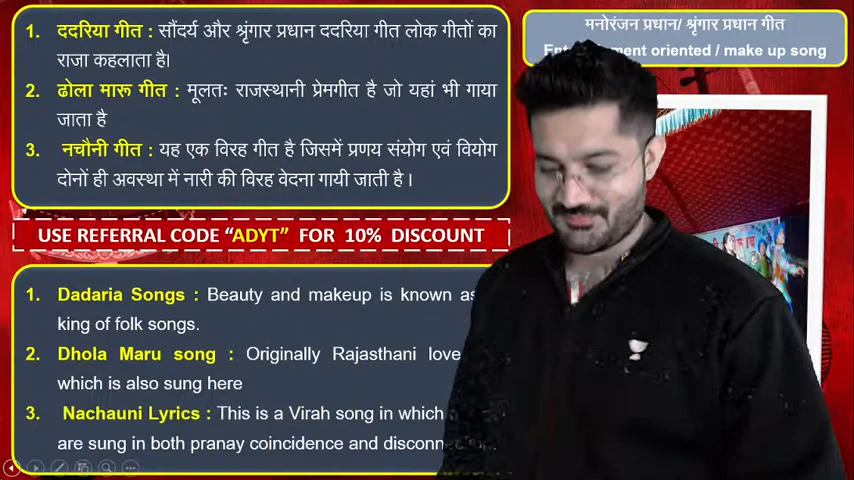 1. ददरिया गीत : सौंदर्य और श्रृंगार प्रधान ददरिया गीत लोक गीतों का
राजा कहलाता है।
2. ढोला मारू गीत : मूलतः राजस्थानी प्रेमगीत है जो यहां भी गाया
जाता है
3. नचौनी गीत : यह एक विरह गीत है जिसमें प्रणय संयोग एवं वियोग
दोनों ही अवस्था में नारी की विरह वेदना गायी जाती है ।
मनोरंजन प्रधान/ श्रृंगार प्रधान गीत
oriented / make up song
USE REFERRAL CODE “ADYT” FOR 10% DISCOUNT
1. Dadaria Songs : Beauty and makeup is known as
king of folk songs.
2. Dhola Maru song : Originally Rajasthani love
which is also sung here
3. Nachauni Lyrics : This is a Virah song in which
are sung in both pranay coincidence and